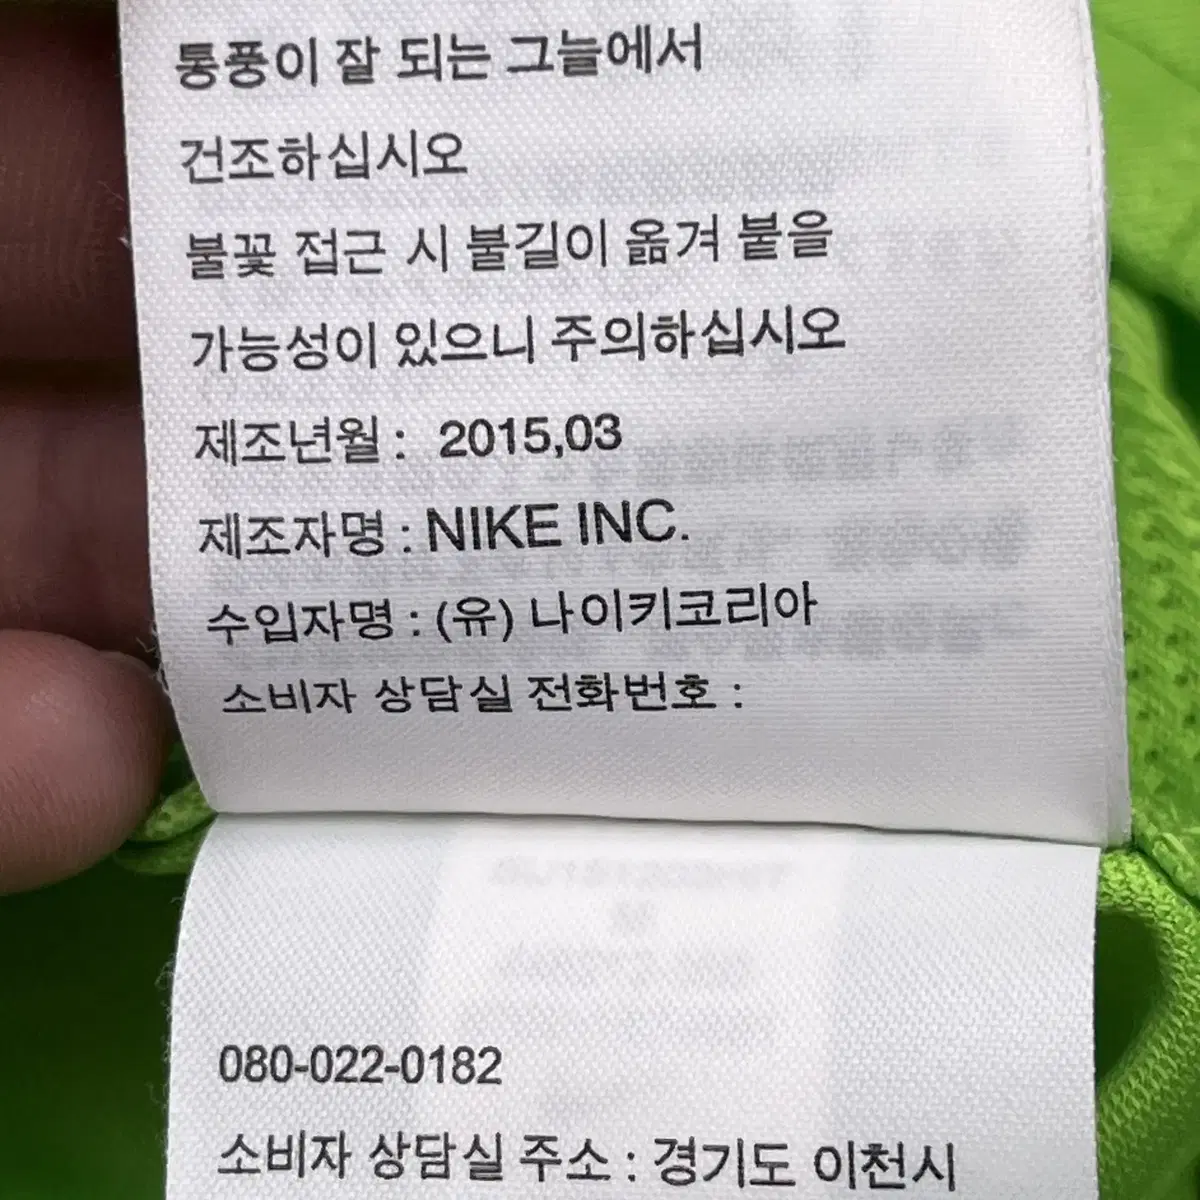 통풍이 잘 되는 그늘에서
건조하십시오
불꽃 접근 시 불길이 옮겨 붙을
가능성이 있으니 주의하십시오
제조년월 : 2015,03
제조자명 : NIKE INC.
수입자명 : (유) 나이키코리아
소비자 상담실 전화번호 :
080-022-0182
소비자 상담실 주소 : 경기도 이천시